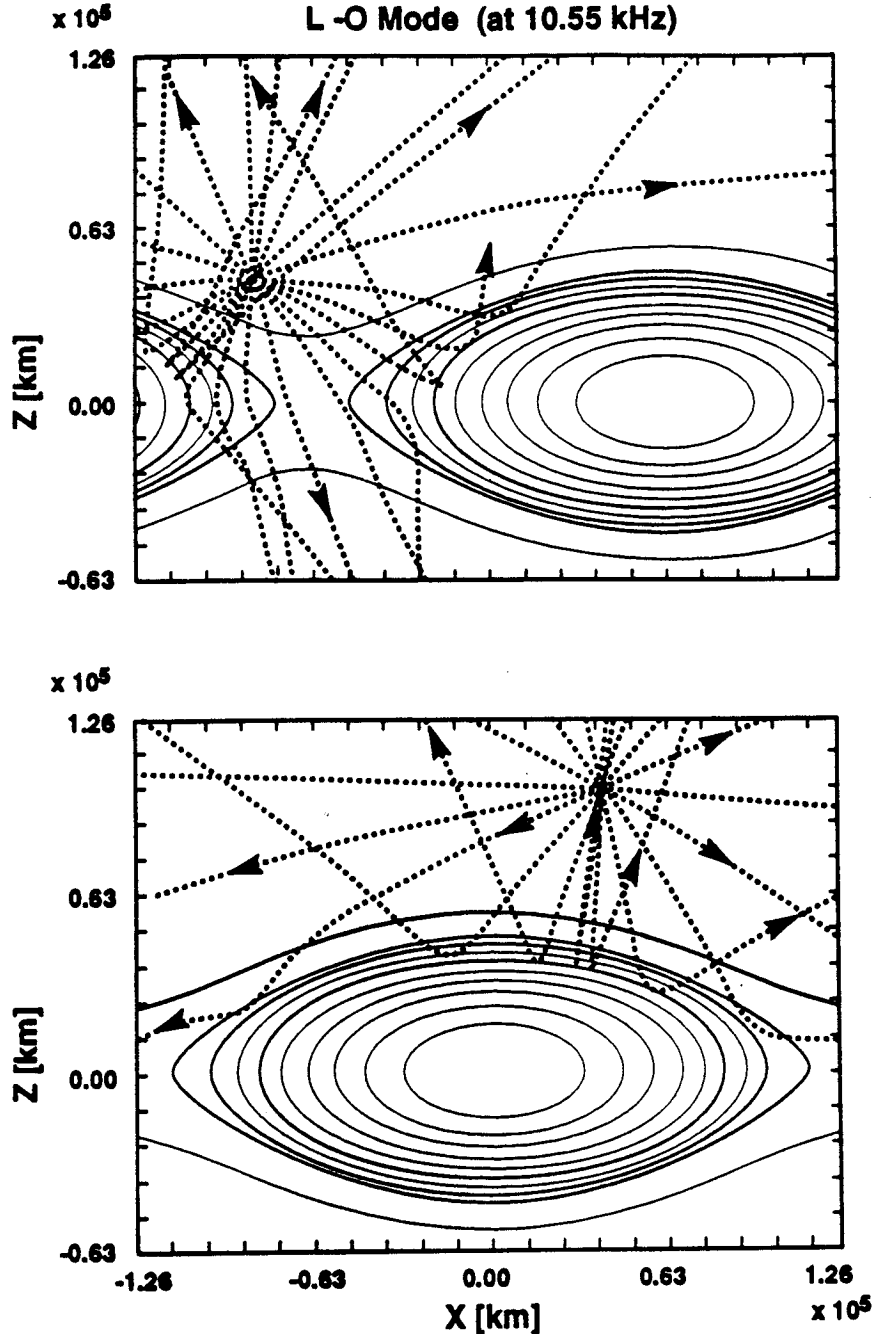 x 10⁵
L -O Mode (at 10.55 kHz)
1.26
0.63
0.00
-0.63
Z [km]
x 10⁵
1.26
0.63
0.00
-0.63
Z [km]
-1.26 -0.63 0.00 0.63 1.26
X [km]
x 10⁵